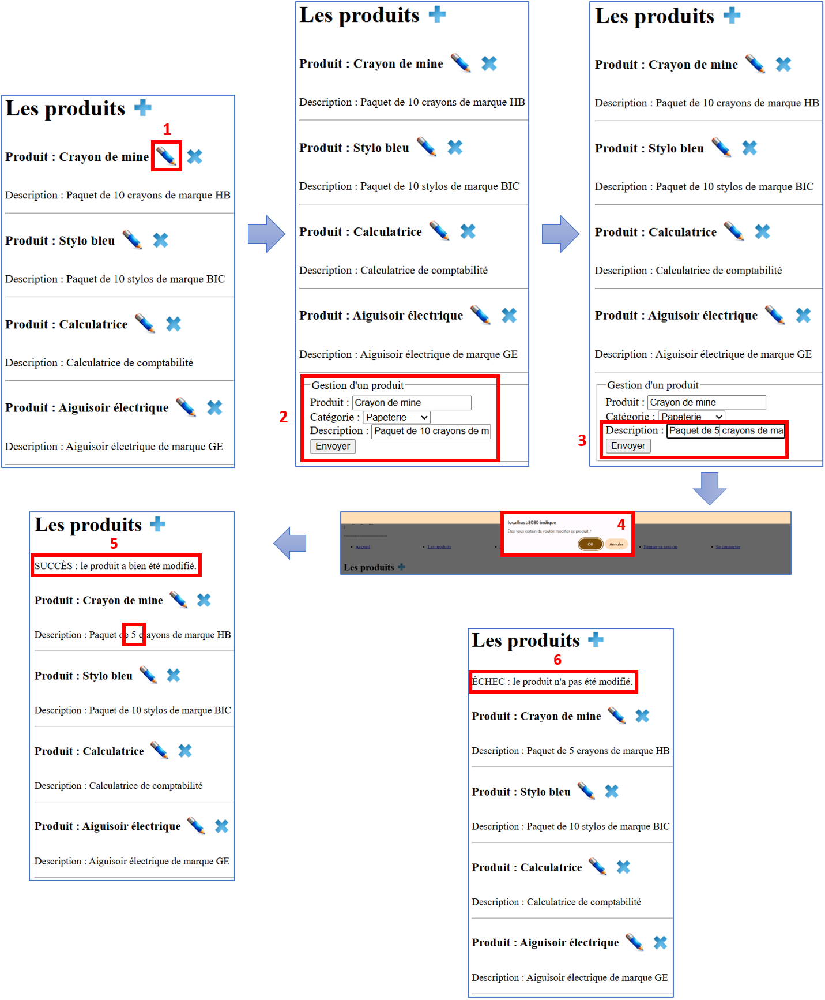 Les produits
1
Produit : Crayon de mine
Description : Paquet de 10 crayons de marque HB
Produit : Stylo bleu
Description : Paquet de 10 stylos de marque BIC
Produit : Calculatrice
Description : Calculatrice de comptabilité
Produit : Aiguisoir électrique
Description : Aiguisoir électrique de marque GE
Les produits
Produit : Crayon de mine
Description : Paquet de 10 crayons de marque HB
Produit : Stylo bleu
Description : Paquet de 10 stylos de marque BIC
Produit : Calculatrice
Description : Calculatrice de comptabilité
Produit : Aiguisoir électrique
Description : Aiguisoir électrique de marque GE
2
Gestion d'un produit
Produit : Crayon de mine
Catégorie : Papeterie
Description : Paquet de 10 crayons de m
Envoyer
Les produits
Produit : Crayon de mine
Description : Paquet de 10 crayons de marque HB
Produit : Stylo bleu
Description : Paquet de 10 stylos de marque BIC
Produit : Calculatrice
Description : Calculatrice de comptabilité
Produit : Aiguisoir électrique
Description : Aiguisoir électrique de marque GE
Gestion d'un produit
Produit : Crayon de mine
Catégorie : Papeterie
3
Description : Paquet de 5 crayons de ma
Envoyer
localhost:8080 indique
4
Êtes-vous certain de vouloir modifier ce produit ?
OK Annuler
)
----------------------------
Accueil Les produits Fermer sa session Se connecter
Les produits
Les produits
5
SUCCÈS : le produit a bien été modifié.
Produit : Crayon de mine
Description : Paquet de 5 crayons de marque HB
Produit : Stylo bleu
Description : Paquet de 10 stylos de marque BIC
Produit : Calculatrice
Description : Calculatrice de comptabilité
Produit : Aiguisoir électrique
Description : Aiguisoir électrique de marque GE
Les produits
6
ÉCHEC : le produit n'a pas été modifié.
Produit : Crayon de mine
Description : Paquet de 5 crayons de marque HB
Produit : Stylo bleu
Description : Paquet de 10 stylos de marque BIC
Produit : Calculatrice
Description : Calculatrice de comptabilité
Produit : Aiguisoir électrique
Description : Aiguisoir électrique de marque GE